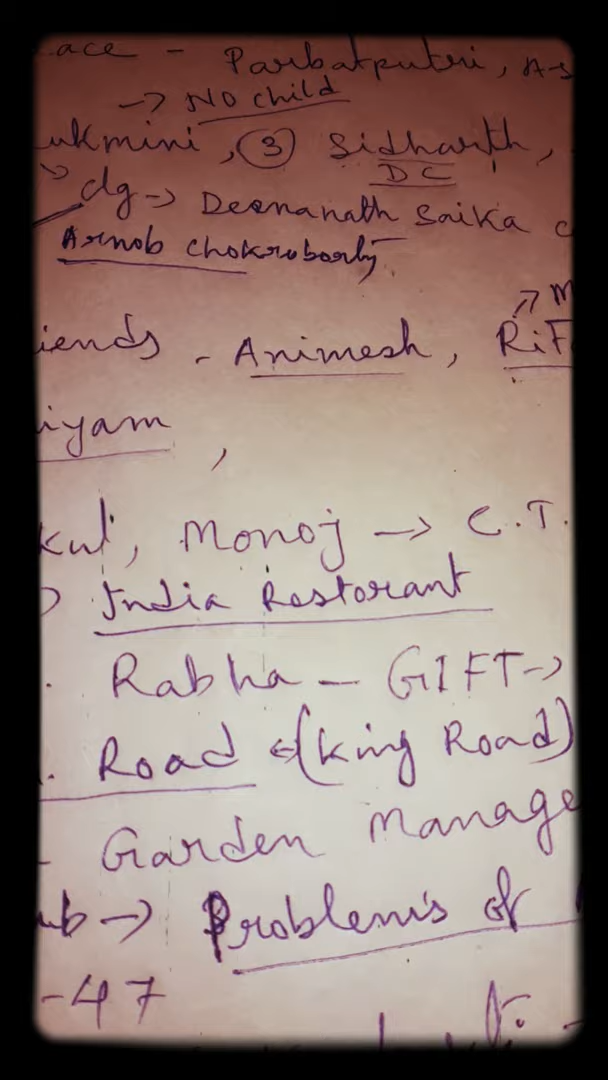 ace - Parbatputri, A-s
→ No child
ukmini, ③ Sidharth,
DC
dg → Deenanath Saika c
Arnob Chokroborty
iends - Animesh, RiF
iyam ,
kul, Monoj → C.T.
India Restorant
. Rabha - GIFT →
. Road (King Road)
- Garden Manage
ub → Problems of
-47